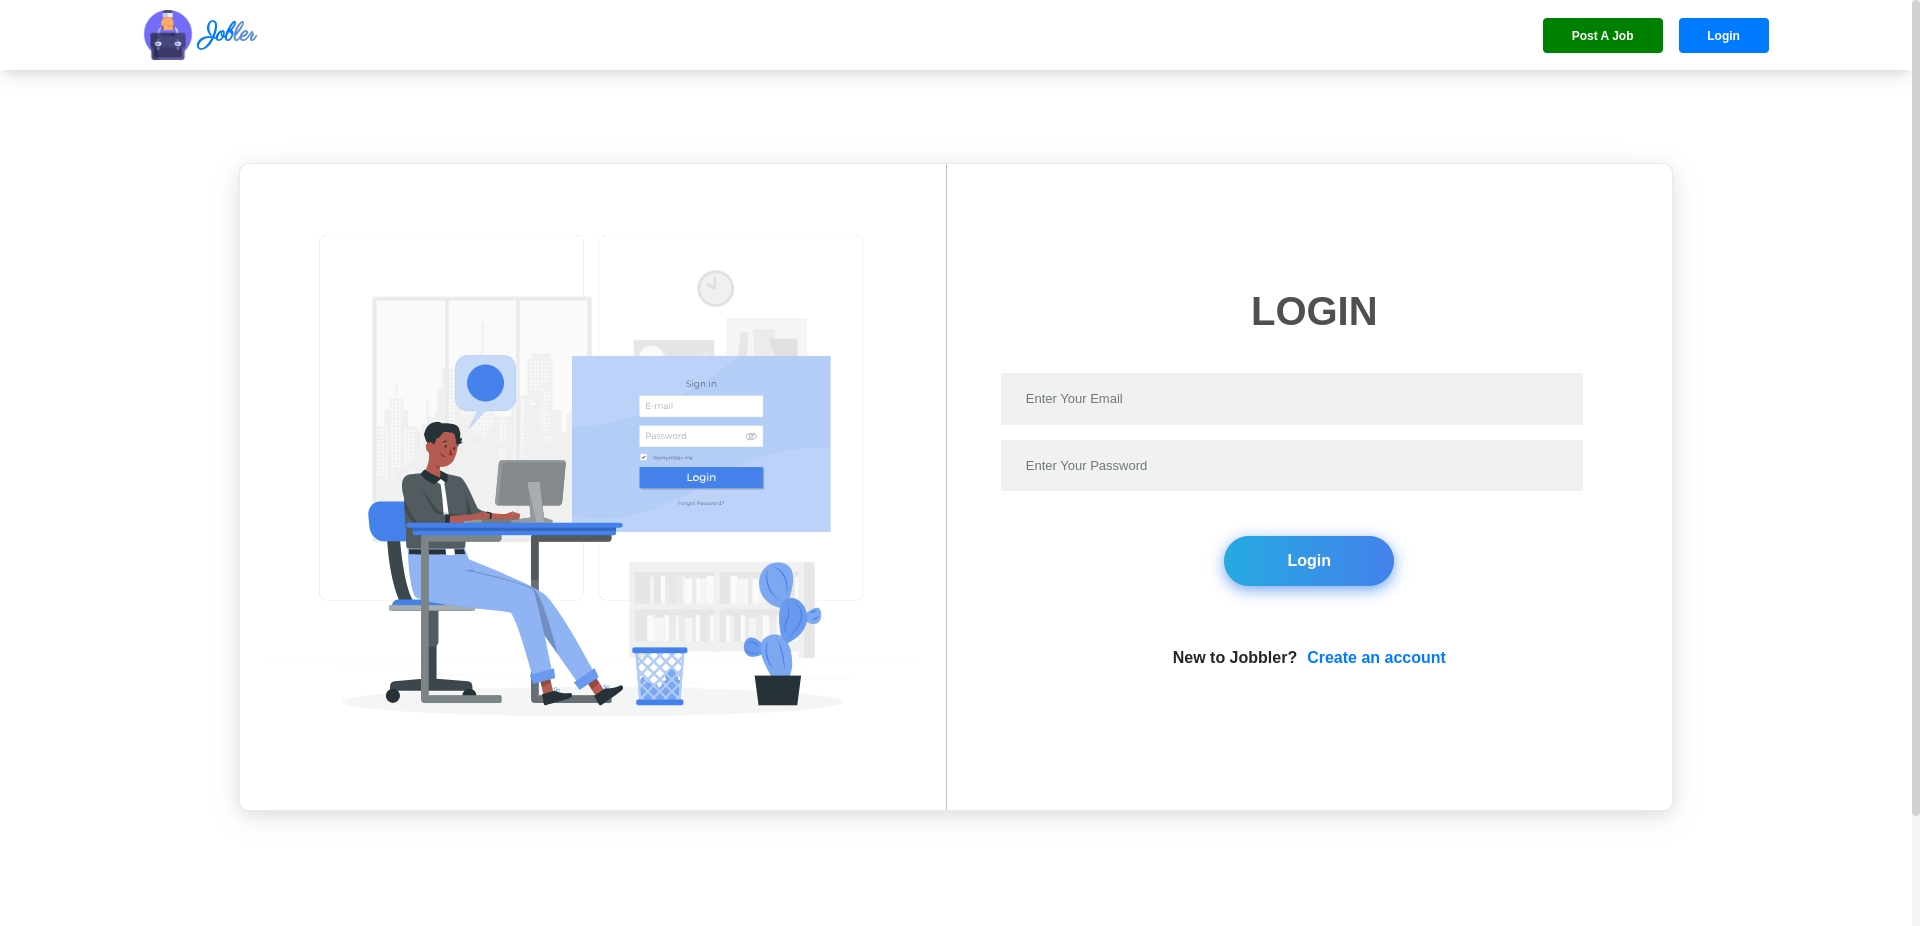 Jobler
Post A Job
Login
Sign in
E-mail
Password
Remember me
Login
Forgot Password?
LOGIN
Enter Your Email
Enter Your Password
Login
New to Jobbler? Create an account